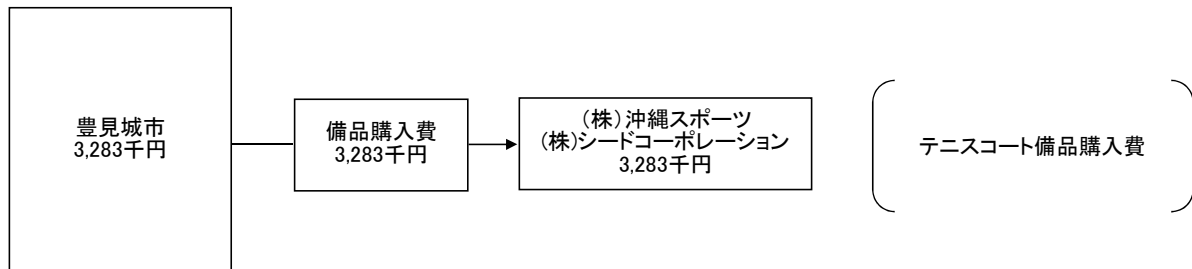 豊見城市
3,283千円
備品購入費
3,283千円
（株）沖縄スポーツ
(株)シードコーポレーション
3,283千円
テニスコート備品購入費